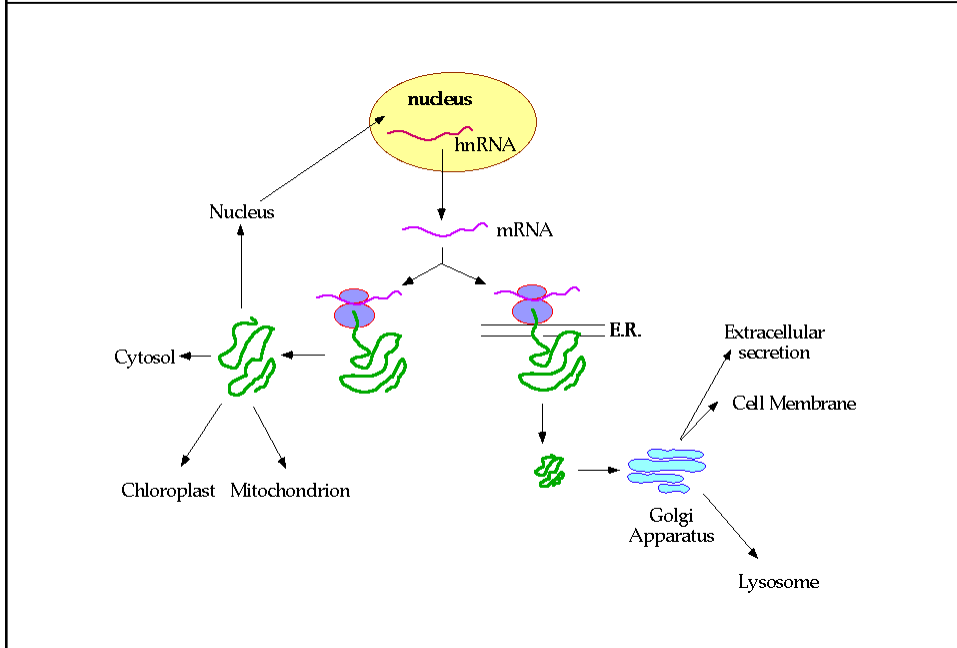 nucleus
hnRNA
Nucleus
mRNA
E.R.
Extracellular
secretion
Cytosol
Cell Membrane
Chloroplast
Mitochondrion
Golgi
Apparatus
Lysosome